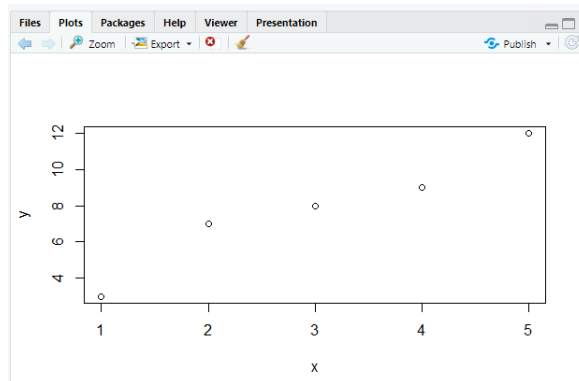 Files Plots Packages Help Viewer Presentation
Zoom Export Publish
12
10
8
6
4
y
1 2 3 4 5
x